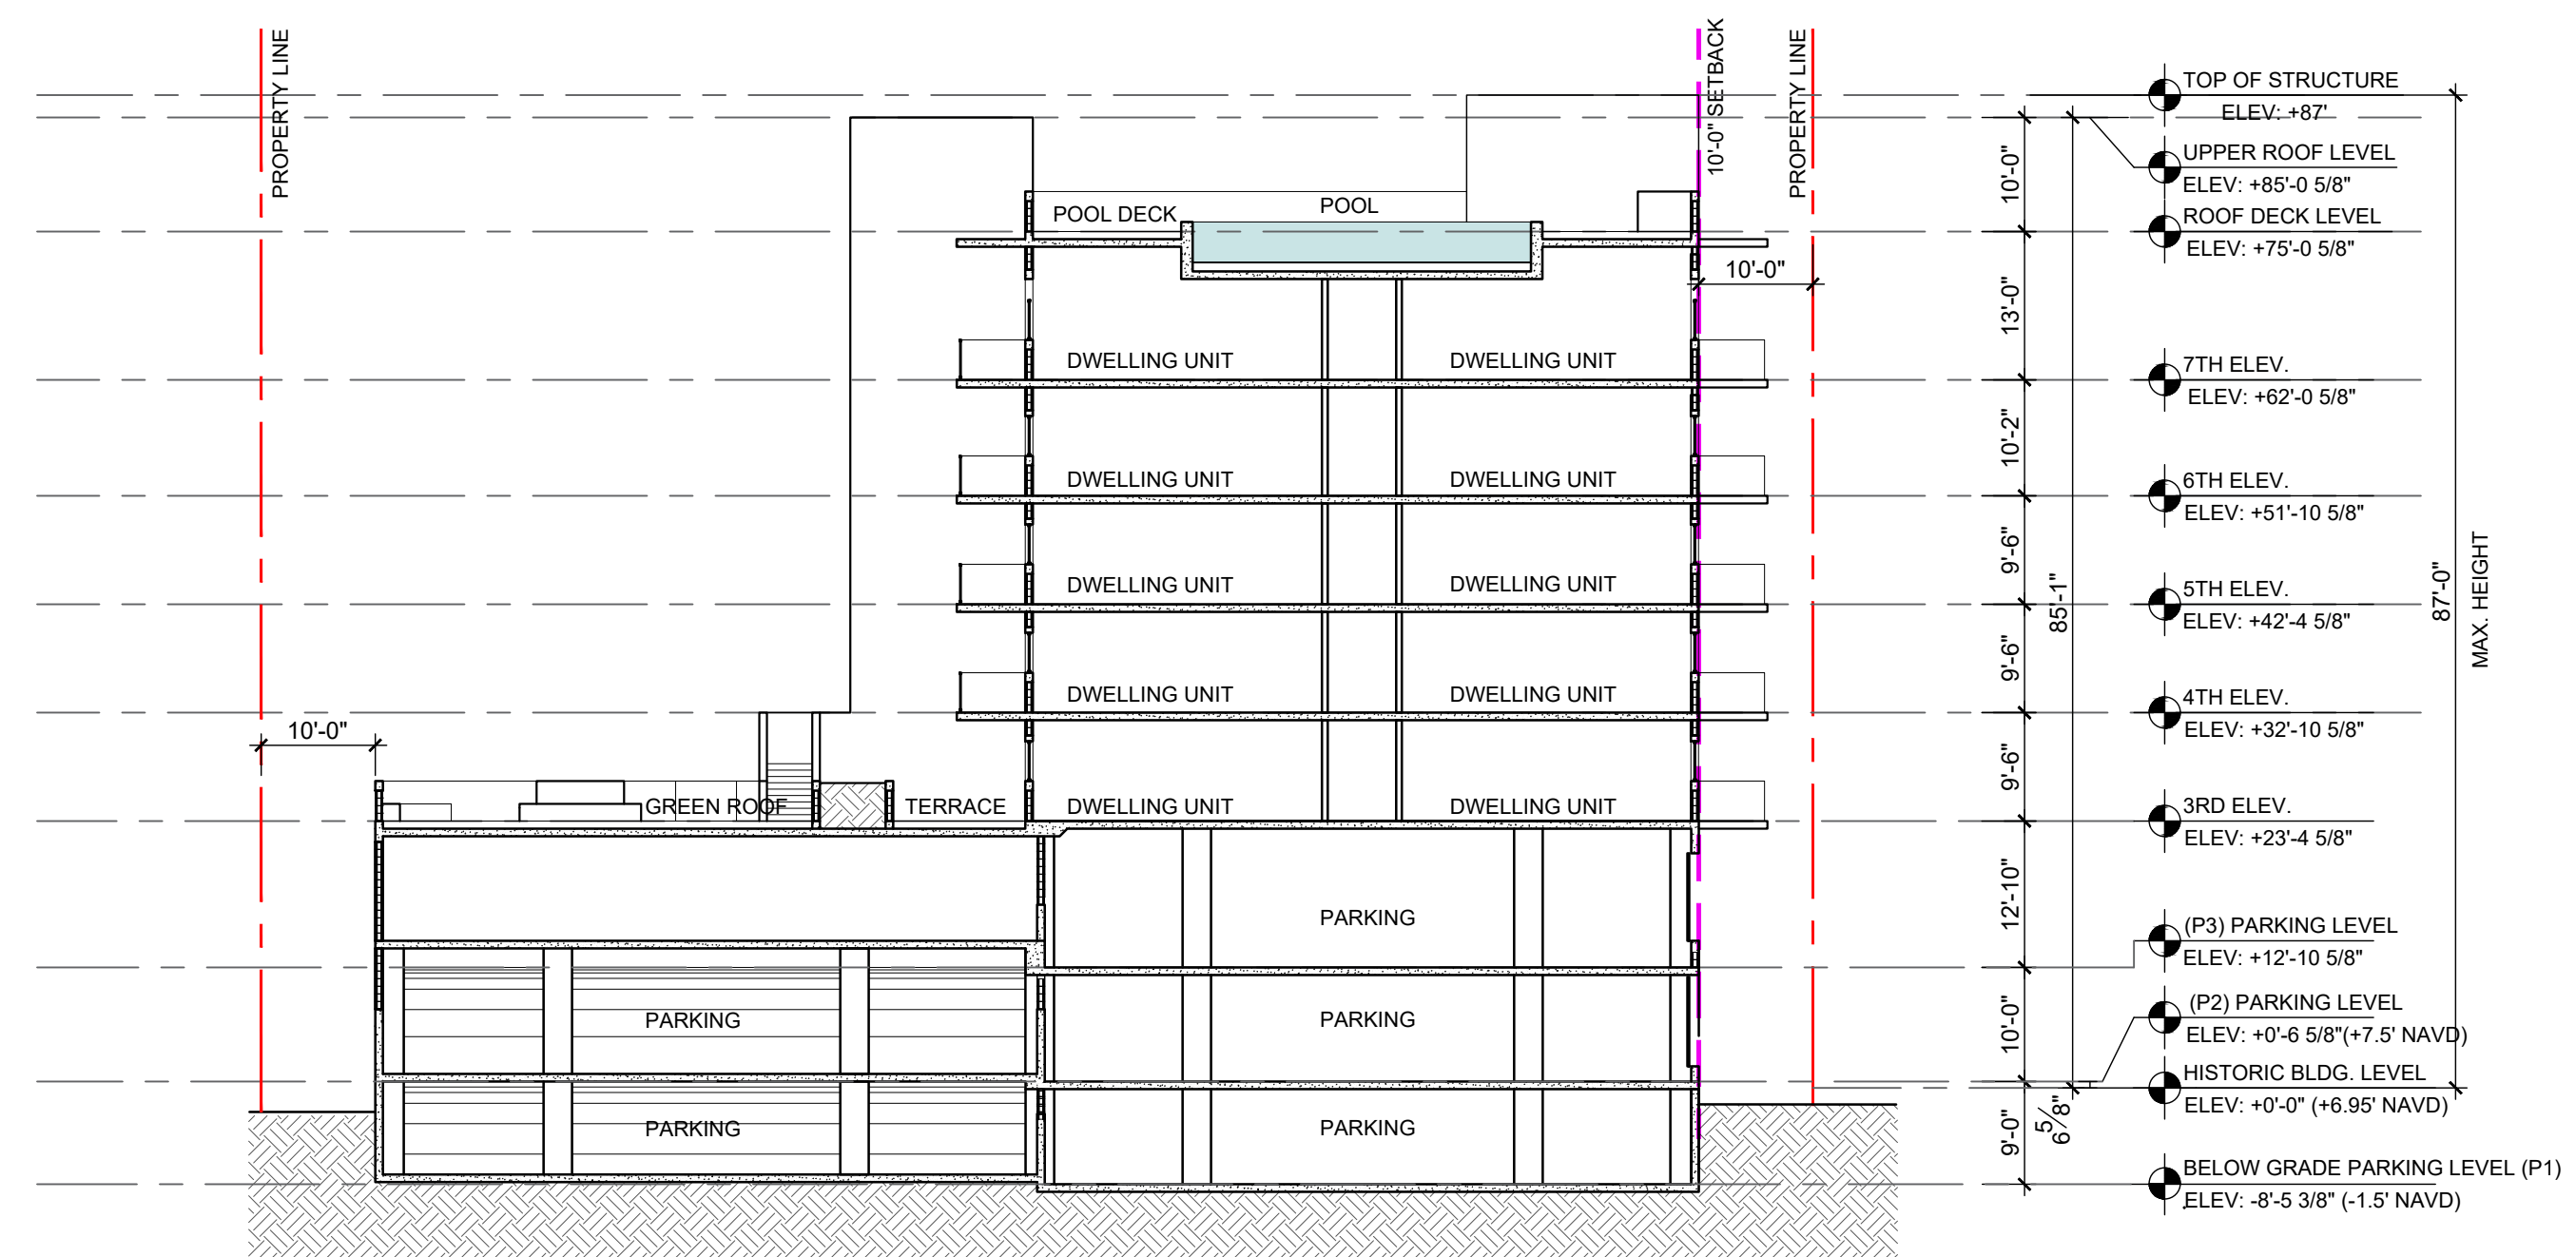 PROPERTY LINE
10'-0" SETBACK
PROPERTY LINE
TOP OF STRUCTURE
ELEV: +87'
UPPER ROOF LEVEL
ELEV: +85'-0 5/8"
10'-0"
POOL DECK
POOL
ROOF DECK LEVEL
ELEV: +75'-0 5/8"
10'-0"
13'-0"
DWELLING UNIT
DWELLING UNIT
7TH ELEV.
ELEV: +62'-0 5/8"
10'-2"
DWELLING UNIT
DWELLING UNIT
6TH ELEV.
ELEV: +51'-10 5/8"
9'-6"
DWELLING UNIT
DWELLING UNIT
85'-1"
5TH ELEV.
ELEV: +42'-4 5/8"
87'-0"
MAX. HEIGHT
9'-6"
DWELLING UNIT
DWELLING UNIT
4TH ELEV.
ELEV: +32'-10 5/8"
10'-0"
9'-6"
GREEN ROOF
TERRACE
DWELLING UNIT
DWELLING UNIT
3RD ELEV.
ELEV: +23'-4 5/8"
12'-10"
PARKING
(P3) PARKING LEVEL
ELEV: +12'-10 5/8"
PARKING
PARKING
10'-0"
(P2) PARKING LEVEL
ELEV: +0'-6 5/8"(+7.5' NAVD)
HISTORIC BLDG. LEVEL
ELEV: +0'-0" (+6.95' NAVD)
PARKING
PARKING
9'-0"
6 5/8"
BELOW GRADE PARKING LEVEL (P1)
ELEV: -8'-5 3/8" (-1.5' NAVD)